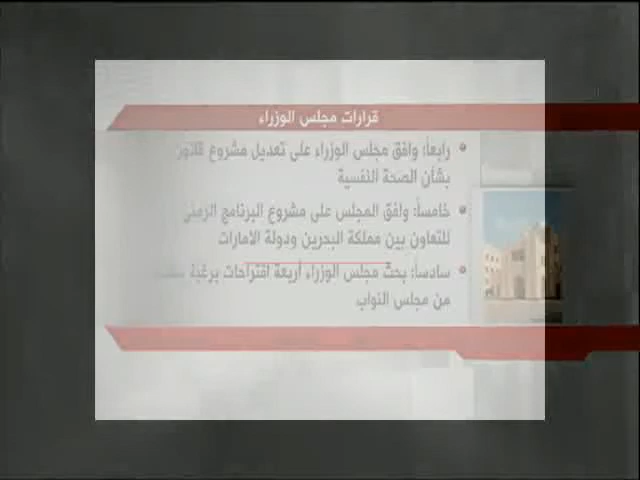 قرارات مجلس الوزراء
رابعاً: وافق مجلس الوزراء على تعديل مشروع قانون
بشأن الصحة النفسية
خامساً: وافق المجلس على مشروع البرنامج الزمني
للتعاون بين مملكة البحرين ودولة الامارات
سادساً: بحث مجلس الوزراء أربعة اقتراحات برغبة
من مجلس النواب